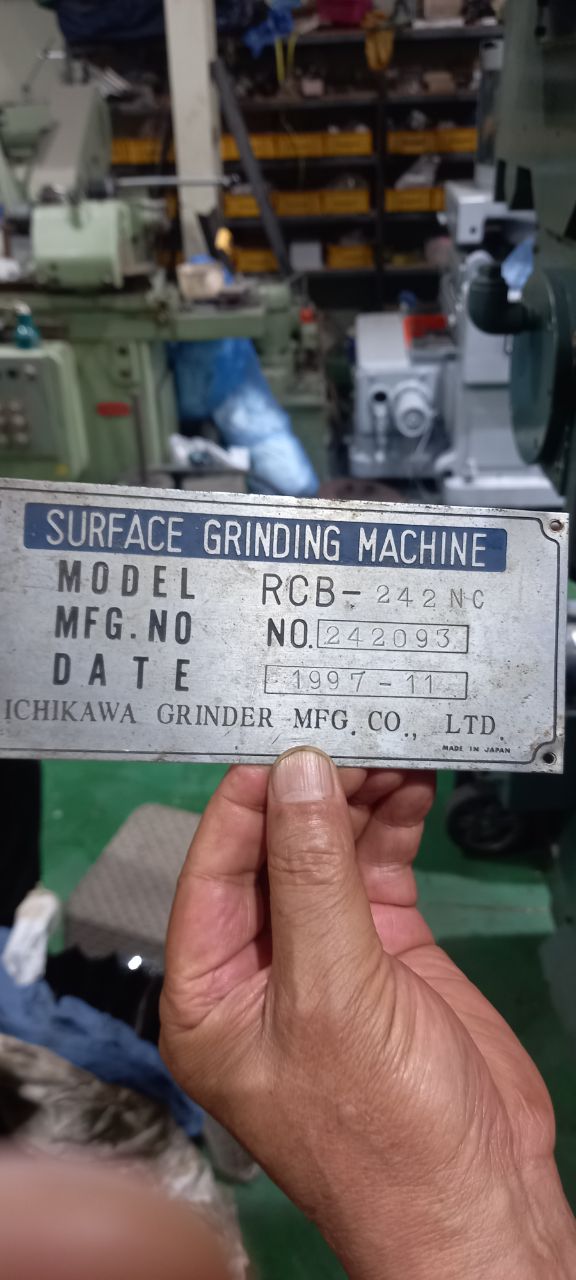 SURFACE GRINDING MACHINE
MODEL RCB-242NC
MFG.NO NO.242093
DATE 1997-11
ICHIKAWA GRINDER MFG. CO., LTD.
MADE IN JAPAN